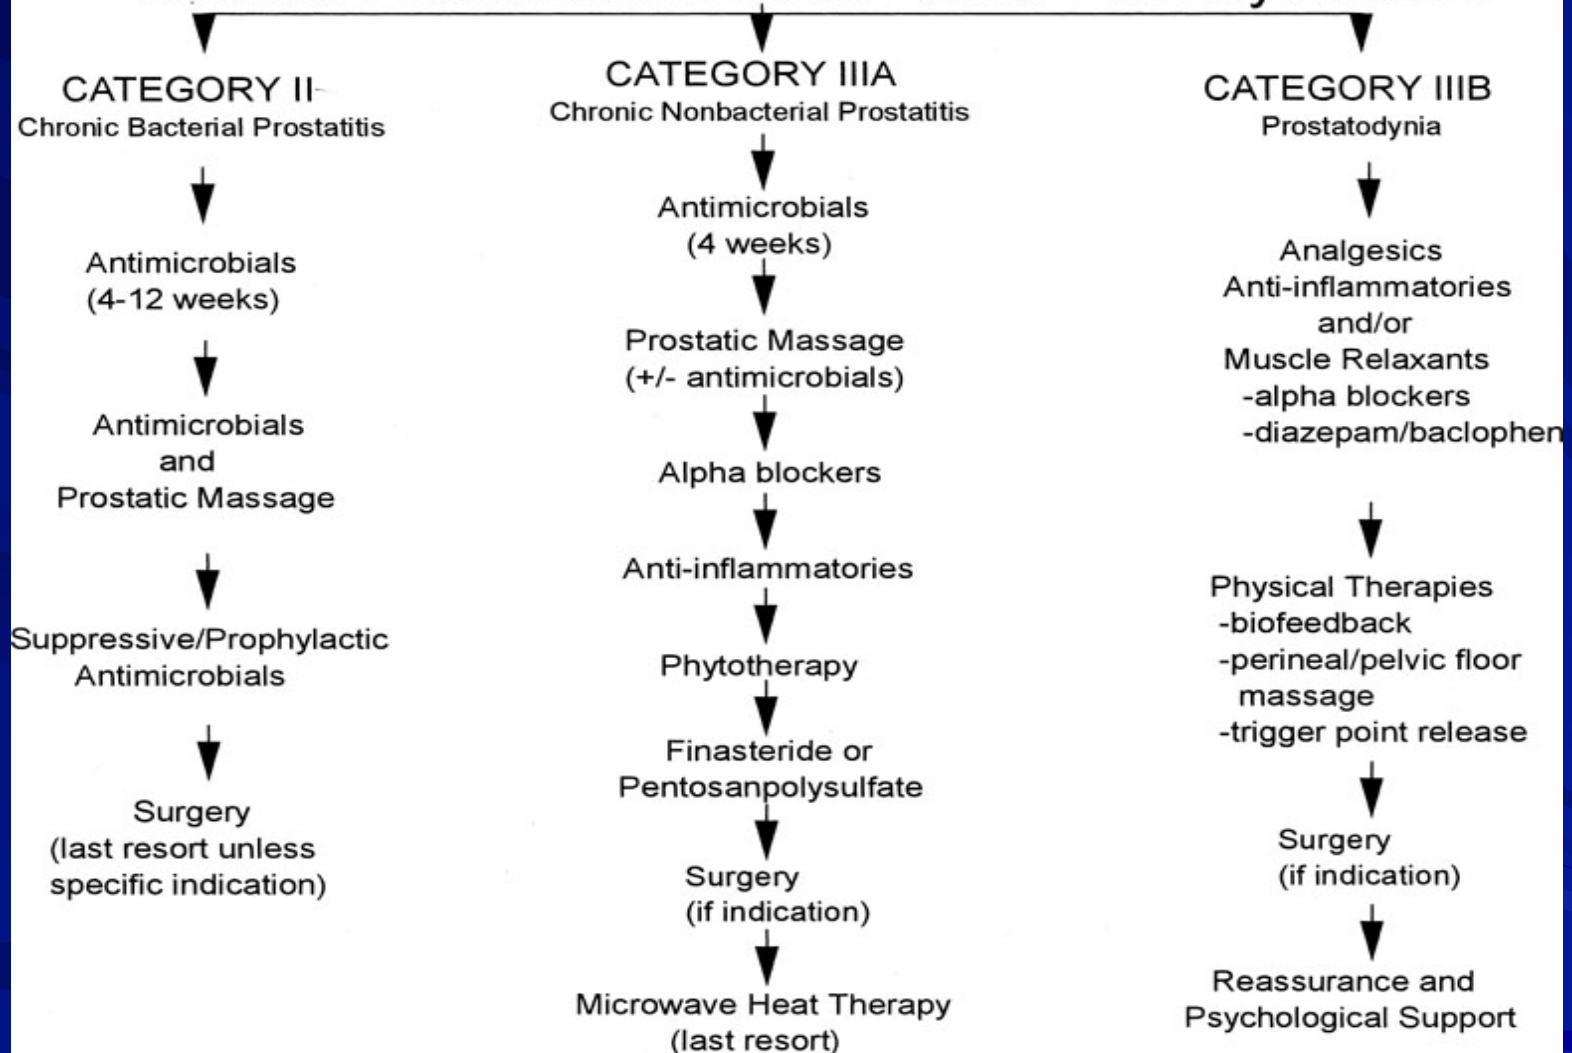 CATEGORY II
Chronic Bacterial Prostatitis
Antimicrobials
(4-12 weeks)
Antimicrobials
and
Prostatic Massage
Suppressive/Prophylactic
Antimicrobials
Surgery
(last resort unless
specific indication)
CATEGORY IIIA
Chronic Nonbacterial Prostatitis
Antimicrobials
(4 weeks)
Prostatic Massage
(+/- antimicrobials)
Alpha blockers
Anti-inflammatories
Phytotherapy
Finasteride or
Pentosanpolysulfate
Surgery
(if indication)
Microwave Heat Therapy
(last resort)
CATEGORY IIIB
Prostatodynia
Analgesics
Anti-inflammatories
and/or
Muscle Relaxants
-alpha blockers
-diazepam/baclophen
Physical Therapies
-biofeedback
-perineal/pelvic floor
massage
-trigger point release
Surgery
(if indication)
Reassurance and
Psychological Support